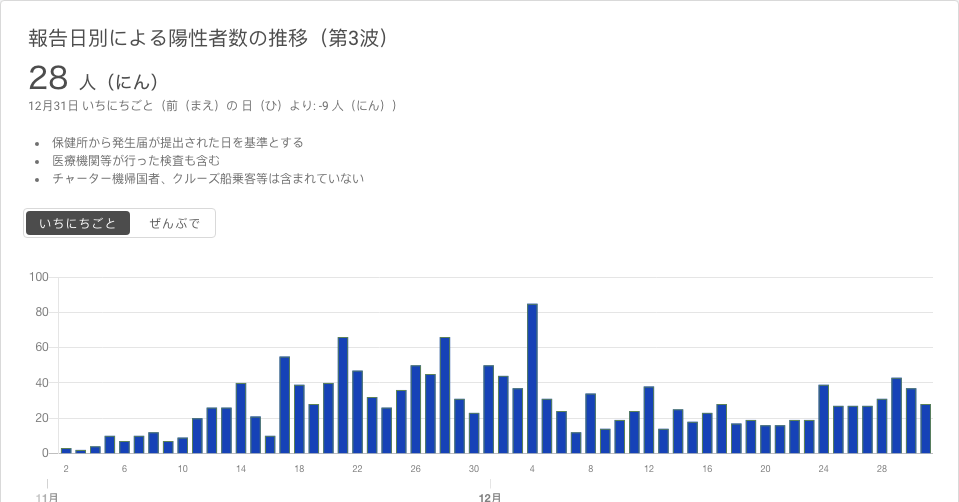 報告日別による陽性者数の推移（第3波）
28 人（にん）
12月31日 いちにちごと（前（まえ）の 日（ひ）より: -9 人（にん））
保健所から発生届が提出された日を基準とする
医療機関等が行った検査も含む
チャーター機帰国者、クルーズ船乗客等は含まれていない
いちにちごと ぜんぶで
100
80
60
40
20
0
2 6 10 14 18 22 26 30 4 8 12 16 20 24 28
11月 12月